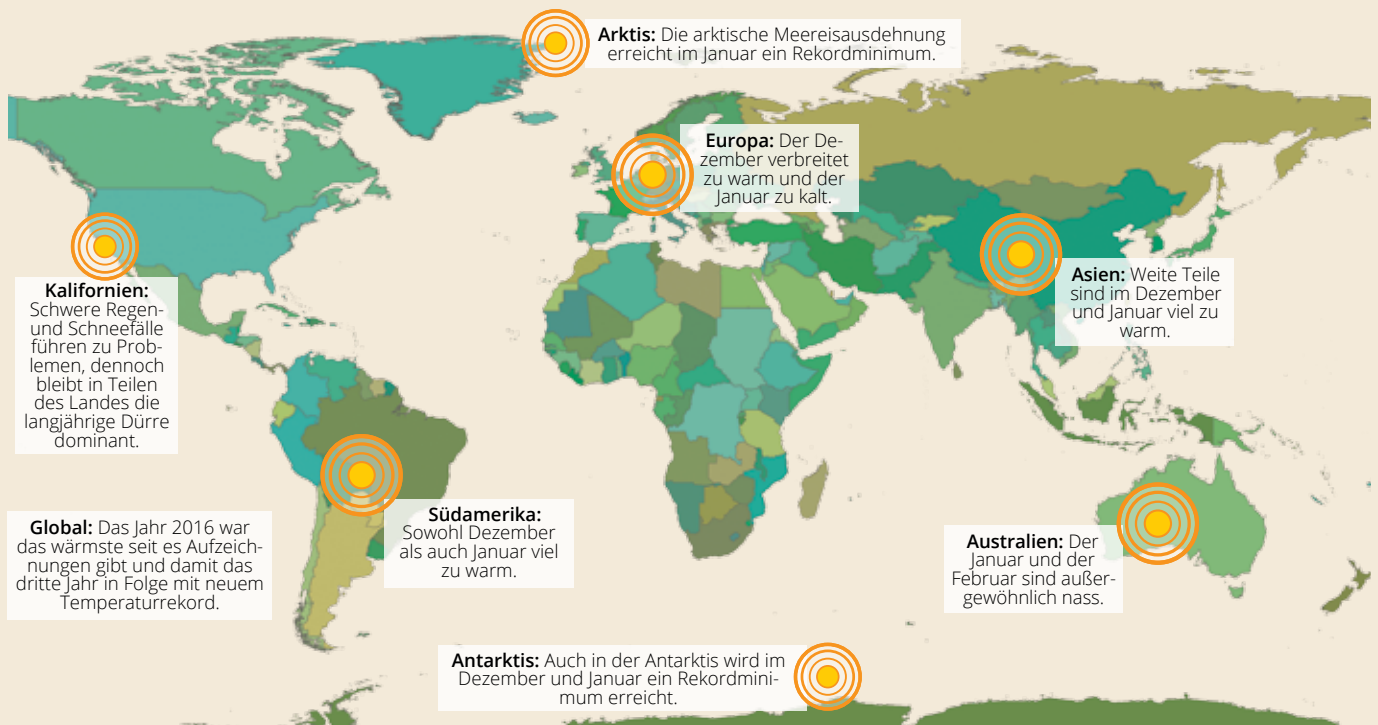 Arktis: Die arktische Meereisausdehnung
erreicht im Januar ein Rekordminimum.
Europa: Der De-
zember verbreitet
zu warm und der
Januar zu kalt.
Asien: Weite Teile
sind im Dezember
und Januar viel zu
warm.
Kalifornien:
Schwere Regen-
und Schneefälle
führen zu Prob-
lemen, dennoch
bleibt in Teilen
des Landes die
langjährige Dürre
dominant.
Südamerika:
Sowohl Dezember
als auch Januar viel
zu warm.
Global: Das Jahr 2016 war
das wärmste seit es Aufzeich-
nungen gibt und damit das
dritte Jahr in Folge mit neuem
Temperaturrekord.
Australien: Der
Januar und der
Februar sind außer-
gewöhnlich nass.
Antarktis: Auch in der Antarktis wird im
Dezember und Januar ein Rekordmini-
mum erreicht.